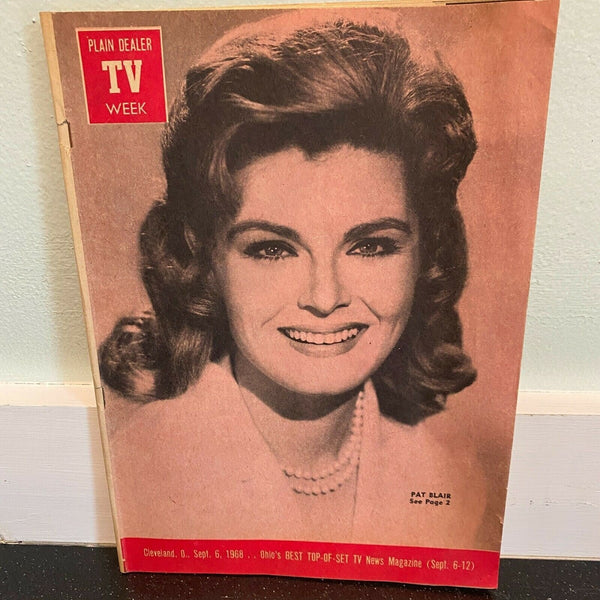 PLAIN DEALER
TV
WEEK
PAT BLAIR
See Page 2
Cleveland, O., Sept. 6, 1968 . . Ohio's BEST TOP-OF-SET TV News Magazine (Sept. 6-12)